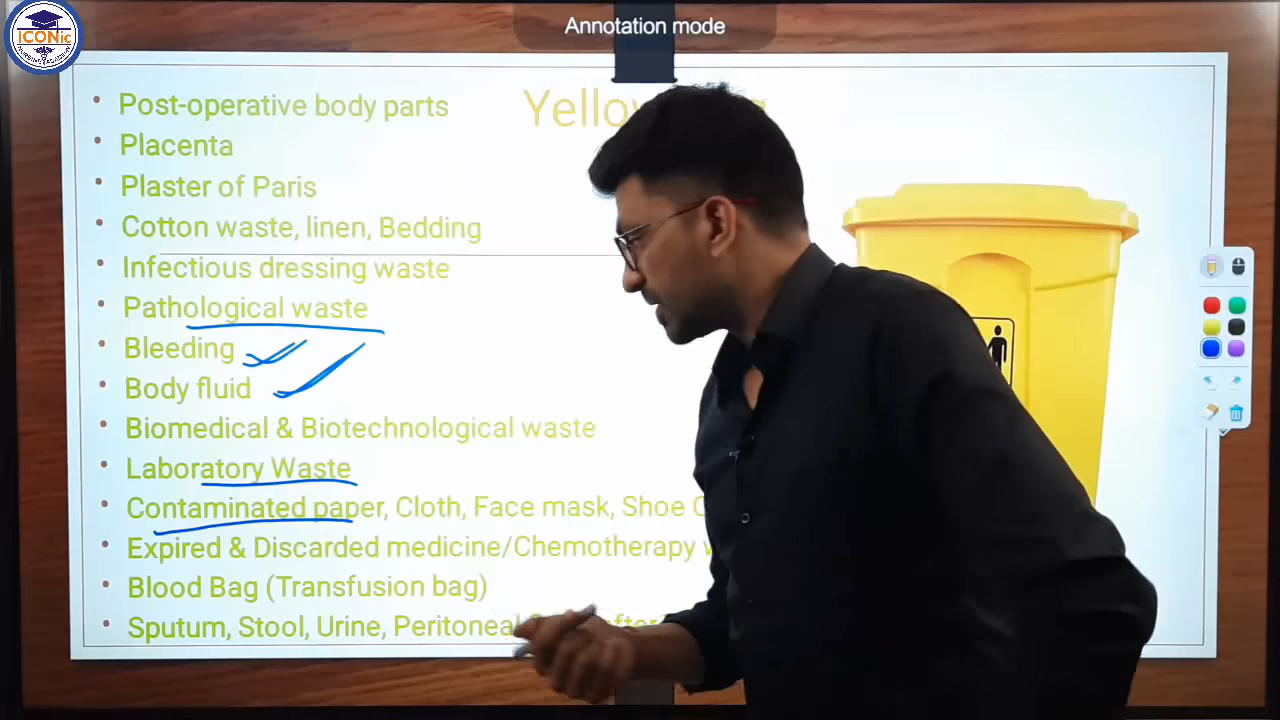 ICONic
Annotation mode
Yellow
Post-operative body parts
Placenta
Plaster of Paris
Cotton waste, linen, Bedding
Infectious dressing waste
Pathological waste
Bleeding
Body fluid
Biomedical & Biotechnological waste
Laboratory Waste
Contaminated paper, Cloth, Face mask, Shoe
Expired & Discarded medicine/Chemotherapy
Blood Bag (Transfusion bag)
Sputum, Stool, Urine, Peritoneal